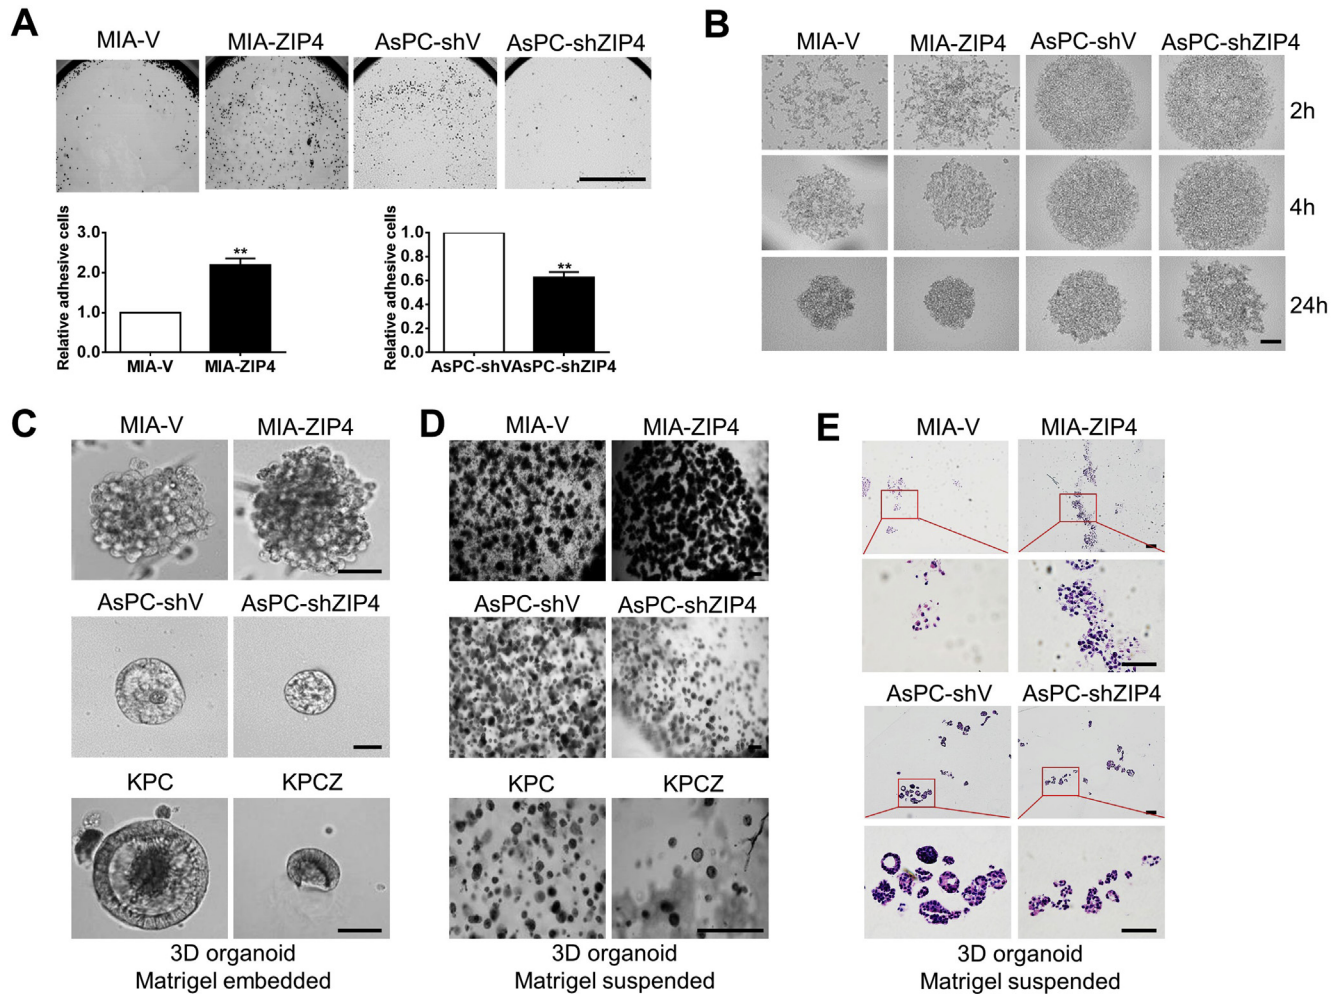 A
MIA-V MIA-ZIP4 AsPC-shV AsPC-shZIP4
Relative adhesive cells
3.0
2.0
1.0
0.0
MIA-V MIA-ZIP4
**
Relative adhesive cells
1.0
0.8
0.6
0.4
0.2
0.0
AsPC-shV AsPC-shZIP4
**
B
MIA-V MIA-ZIP4 AsPC-shV AsPC-shZIP4
2h
4h
24h
C
MIA-V MIA-ZIP4
AsPC-shV AsPC-shZIP4
KPC KPCZ
3D organoid
Matrigel embedded
D
MIA-V MIA-ZIP4
AsPC-shV AsPC-shZIP4
KPC KPCZ
3D organoid
Matrigel suspended
E
MIA-V MIA-ZIP4
AsPC-shV AsPC-shZIP4
3D organoid
Matrigel suspended